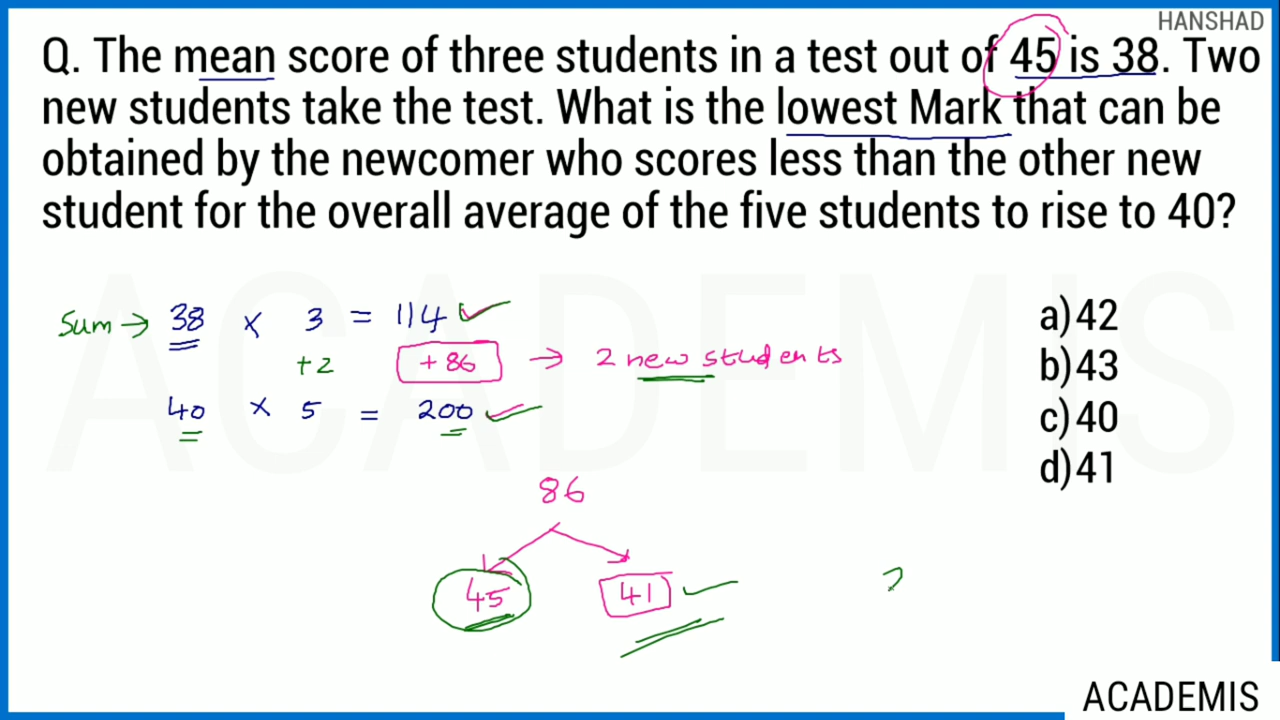 HANSHAD
Q. The mean score of three students in a test out of 45 is 38. Two
new students take the test. What is the lowest Mark that can be
obtained by the newcomer who scores less than the other new
student for the overall average of the five students to rise to 40?
Sum → 38 × 3 = 114 ✓
+2 +86 → 2 new students
40 × 5 = 200 ✓
86
45 41 ✓
2
a)42
b)43
c)40
d)41
ACADEMIS
ACADEMIS